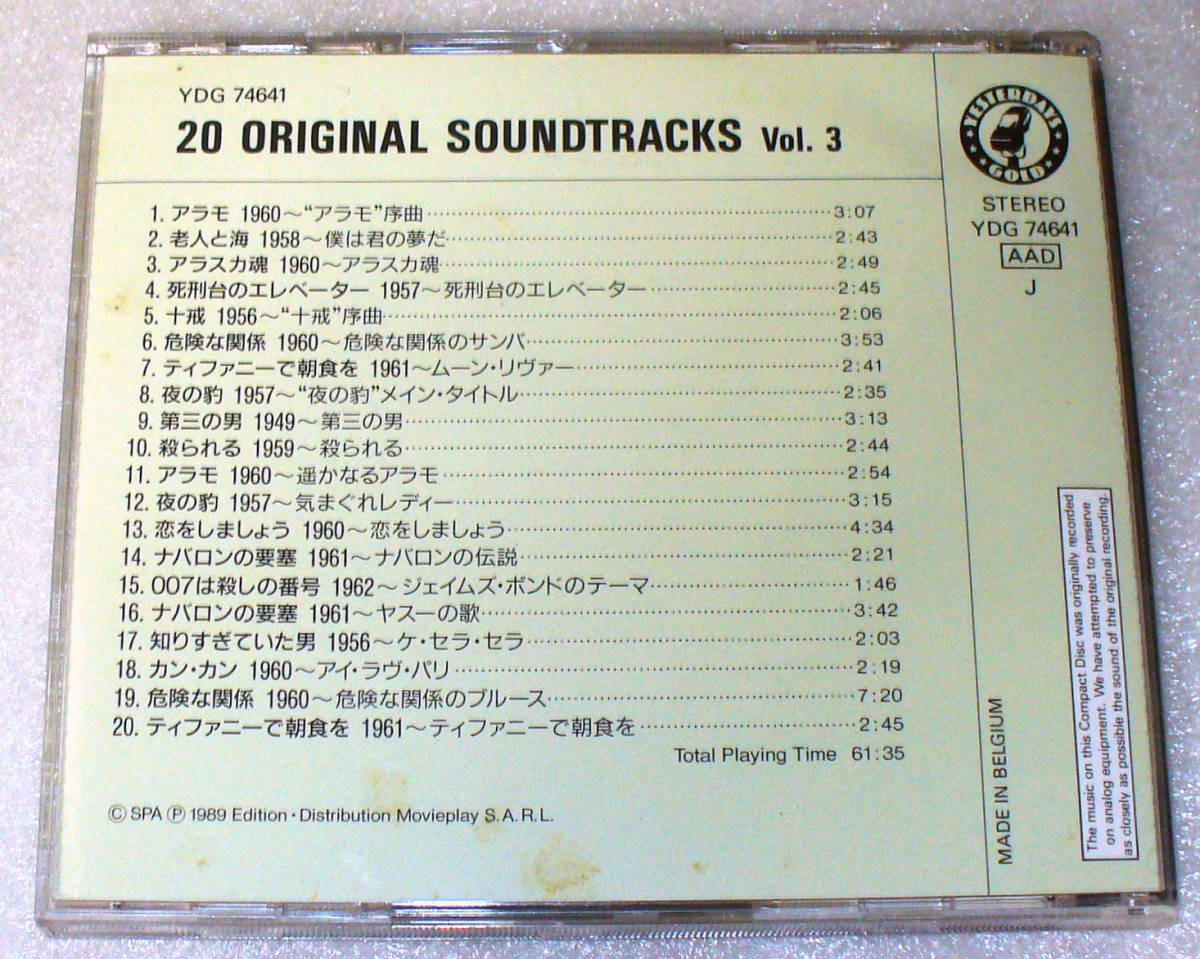 YDG 74641
20 ORIGINAL SOUNDTRACKS Vol. 3
1. アラモ 1960～“アラモ”序曲 3:07
2. 老人と海 1958～僕は君の夢だ 2:43
3. アラスカ魂 1960～アラスカ魂 2:49
4. 死刑台のエレベーター 1957～死刑台のエレベーター 2:45
5. 十戒 1956～“十戒”序曲 2:06
6. 危険な関係 1960～危険な関係のサンバ 3:53
7. ティファニーで朝食を 1961～ムーン・リヴァー 2:41
8. 夜の豹 1957～“夜の豹”メイン・タイトル 2:35
9. 第三の男 1949～第三の男 3:13
10. 殺られる 1959～殺られる 2:44
11. アラモ 1960～遥かなるアラモ 2:54
12. 夜の豹 1957～気まぐれレディー 3:15
13. 恋をしましょう 1960～恋をしましょう 4:34
14. ナバロンの要塞 1961～ナバロンの伝説 2:21
15. 007は殺しの番号 1962～ジェイムズ・ボンドのテーマ 1:46
16. ナバロンの要塞 1961～ヤスーの歌 3:42
17. 知りすぎていた男 1956～ケ・セラ・セラ 2:03
18. カン・カン 1960～アイ・ラヴ・パリ 2:19
19. 危険な関係 1960～危険な関係のブルース 7:20
20. ティファニーで朝食を 1961～ティファニーで朝食を 2:45
Total Playing Time 61:35
Ⓒ SPA Ⓟ 1989 Edition・Distribution Movieplay S.A.R.L.
YESTERDAYS
GOLD
STEREO
YDG 74641
AAD
J
MADE IN BELGIUM
The music on this Compact Disc was originally recorded
on analog equipment. We have attempted to preserve
as closely as possible the sound of the original recording.